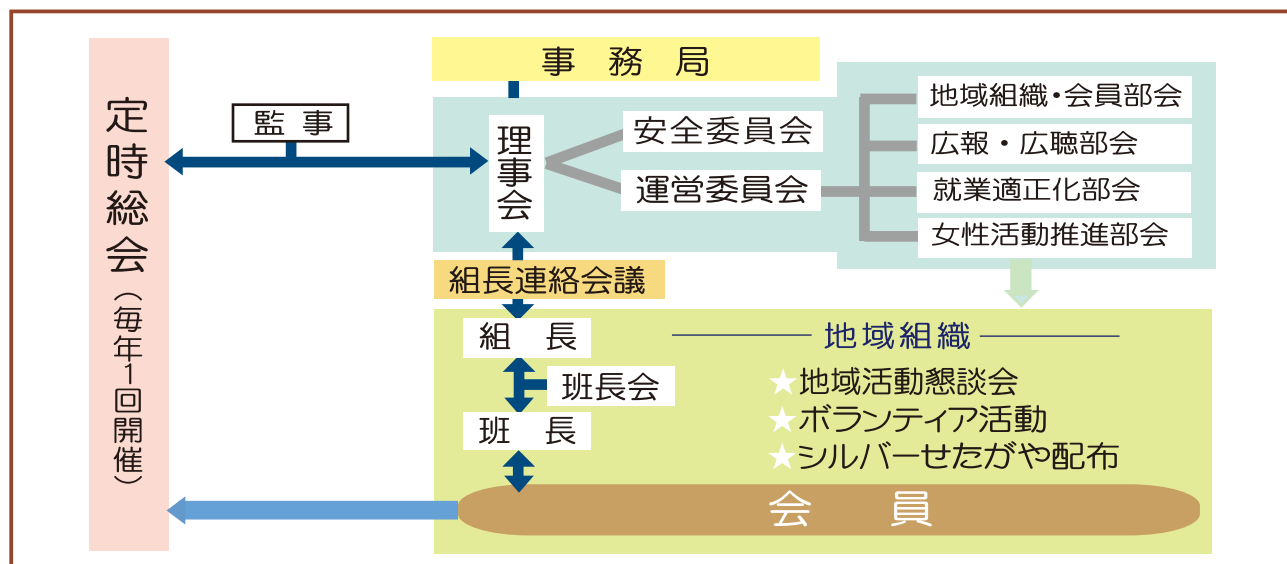 定時総会(毎年1回開催)
監事
事務局
理事会
安全委員会
運営委員会
地域組織・会員部会
広報・広聴部会
就業適正化部会
女性活動推進部会
組長連絡会議
組長
班長会
班長
地域組織
★地域活動懇談会
★ボランティア活動
★シルバーせたがや配布
会員